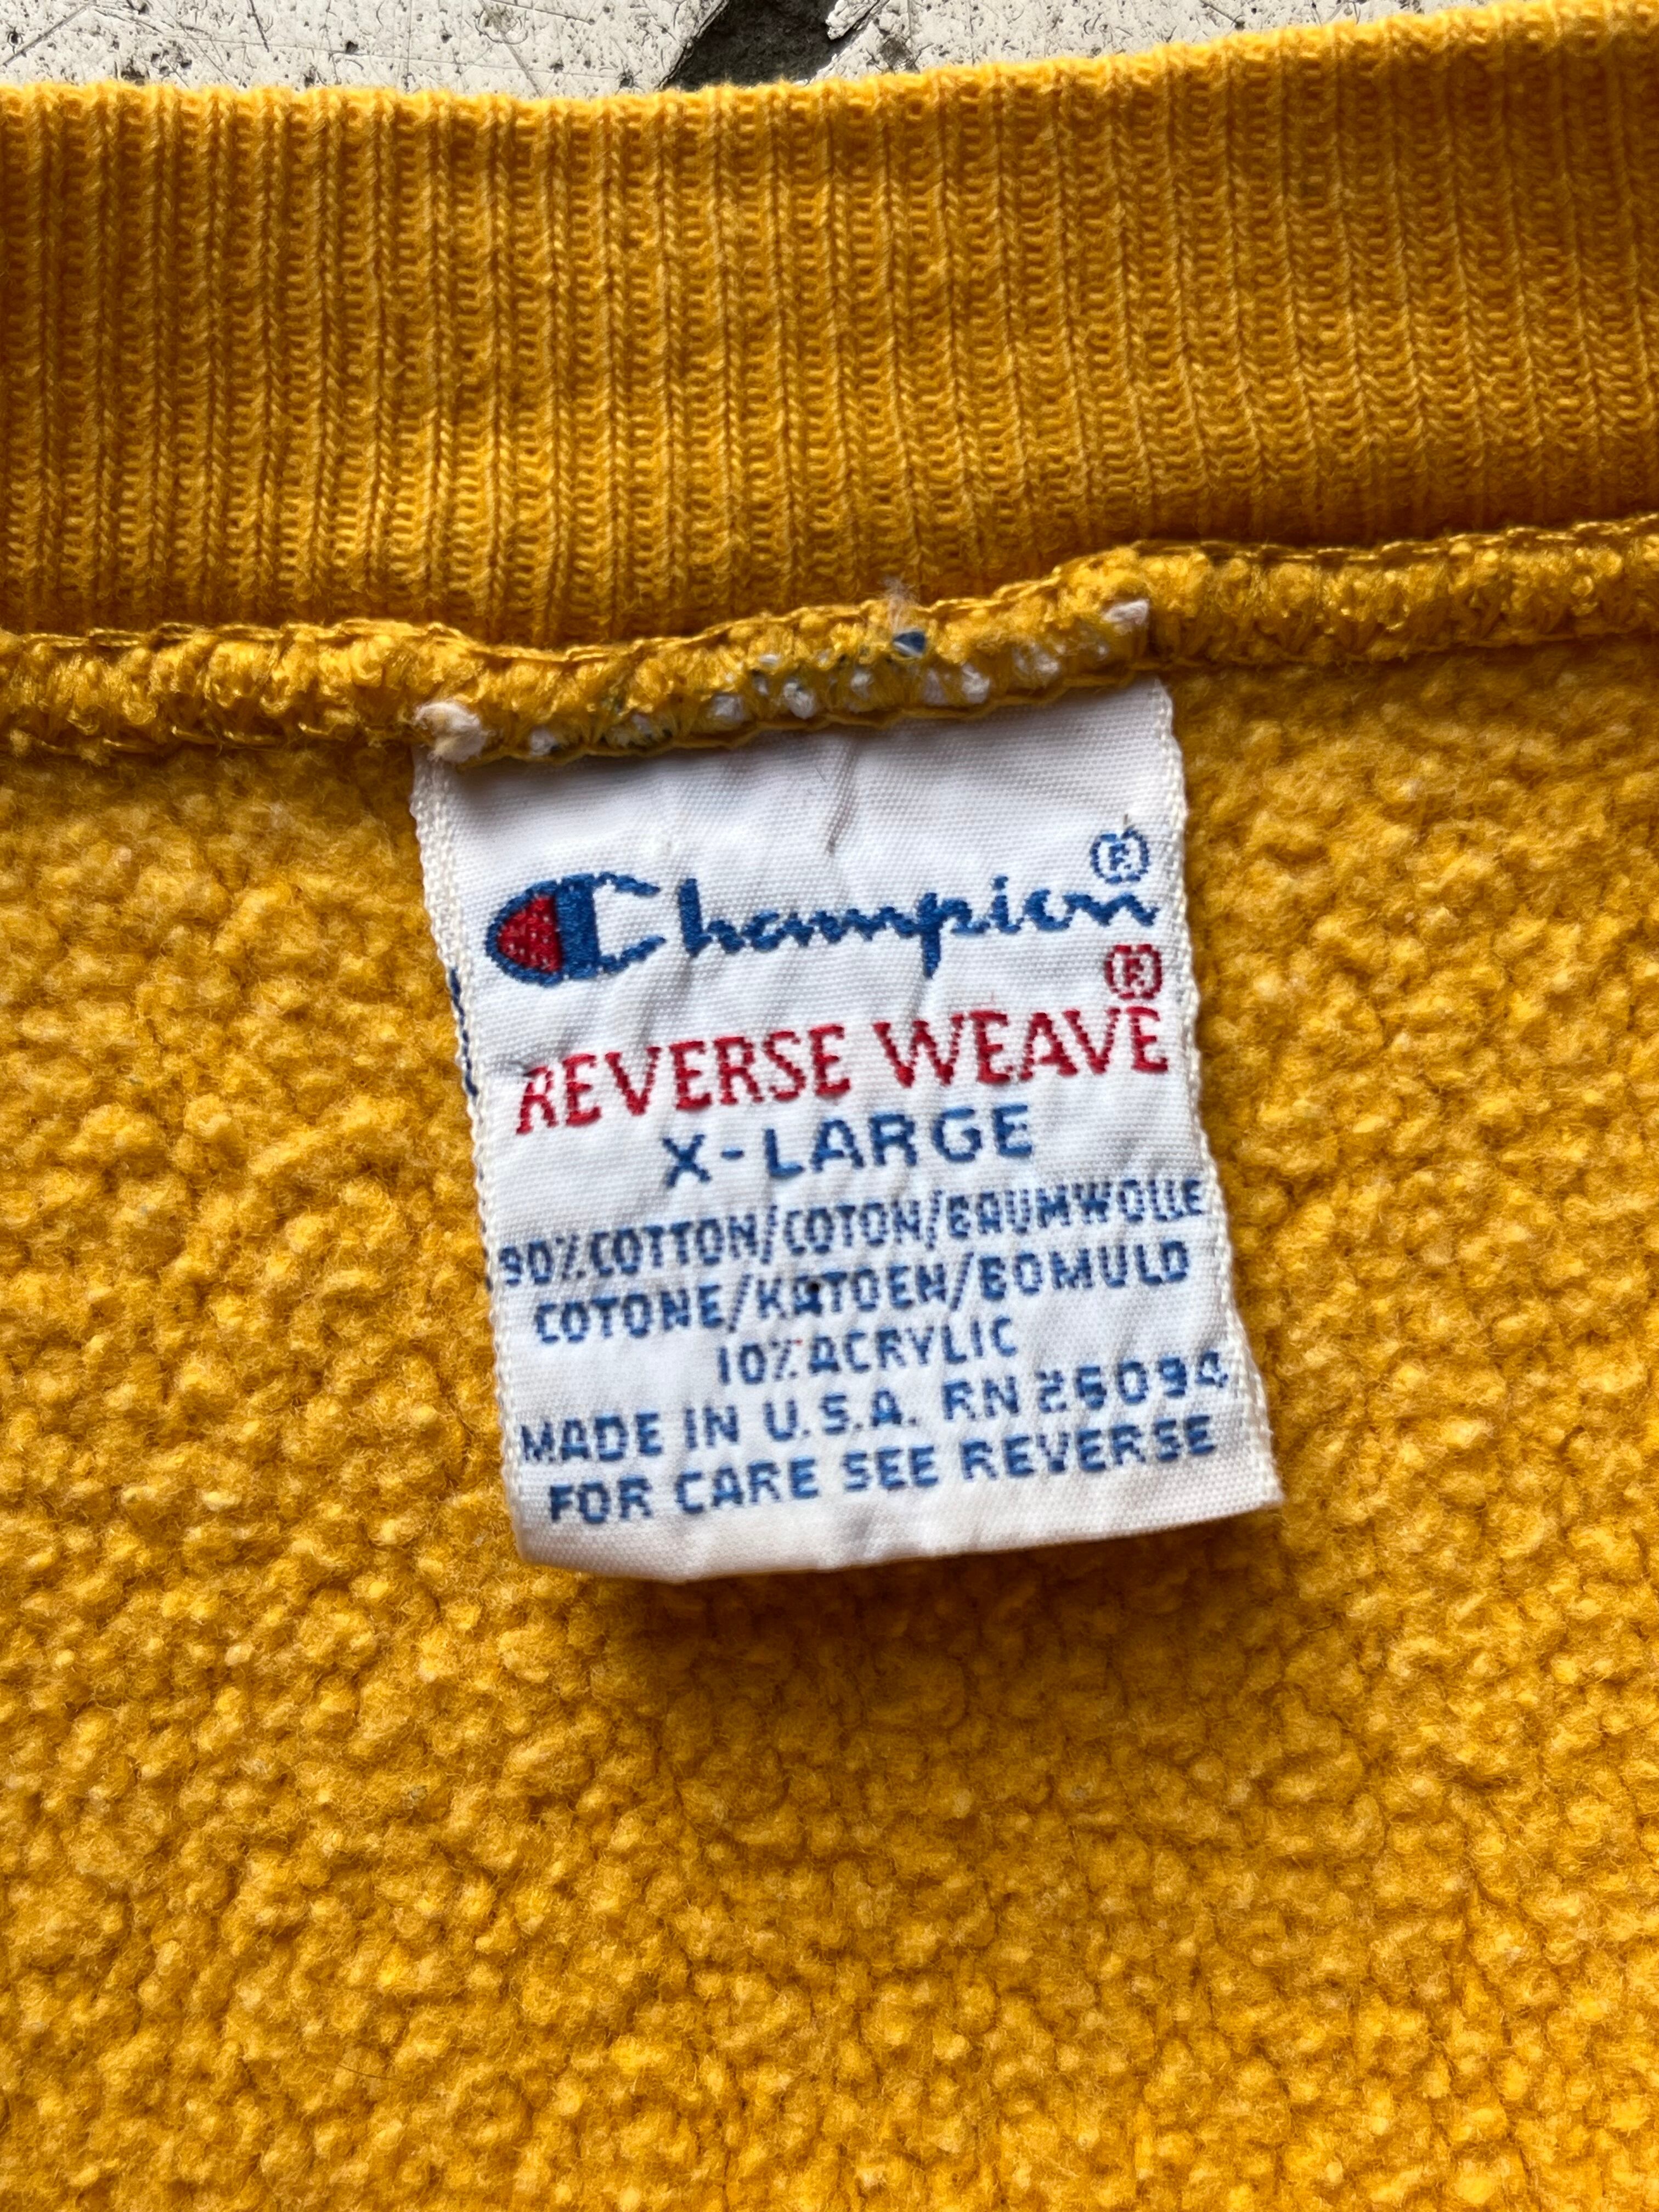 Champion®
REVERSE WEAVE®
X-LARGE
90% COTTON/COTON/BAUMWOLLE
COTONE/KATOEN/BOMULD
10% ACRYLIC
MADE IN U.S.A. RN 26094
FOR CARE SEE REVERSE